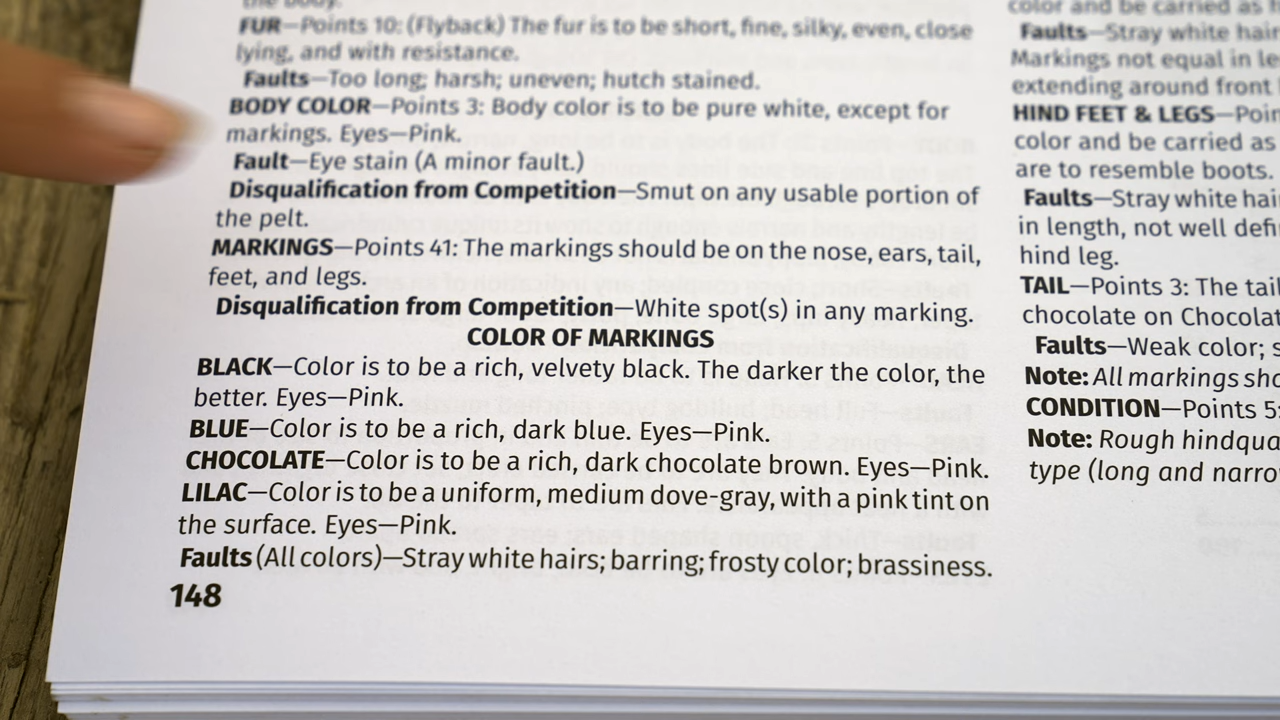 the body.
FUR—Points 10: (Flyback) The fur is to be short, fine, silky, even, close
lying, and with resistance.
Faults—Too long; harsh; uneven; hutch stained.
BODY COLOR—Points 3: Body color is to be pure white, except for
markings. Eyes—Pink.
Fault—Eye stain (A minor fault.)
Disqualification from Competition—Smut on any usable portion of
the pelt.
MARKINGS—Points 41: The markings should be on the nose, ears, tail,
feet, and legs.
Disqualification from Competition—White spot(s) in any marking.
COLOR OF MARKINGS
BLACK—Color is to be a rich, velvety black. The darker the color, the
better. Eyes—Pink.
BLUE—Color is to be a rich, dark blue. Eyes—Pink.
CHOCOLATE—Color is to be a rich, dark chocolate brown. Eyes—Pink.
LILAC—Color is to be a uniform, medium dove-gray, with a pink tint on
the surface. Eyes—Pink.
Faults (All colors)—Stray white hairs; barring; frosty color; brassiness.
148
color and be carried as
Faults—Stray white
Markings not equal in
extending around front
HIND FEET & LEGS
color and be carried as
are to resemble boots.
Faults—Stray white
in length, not well
hind leg.
TAIL—Points 3: The tail
chocolate on
Faults—Weak color;
Note: All markings
CONDITION—Points 5:
Note: Rough
type (long and